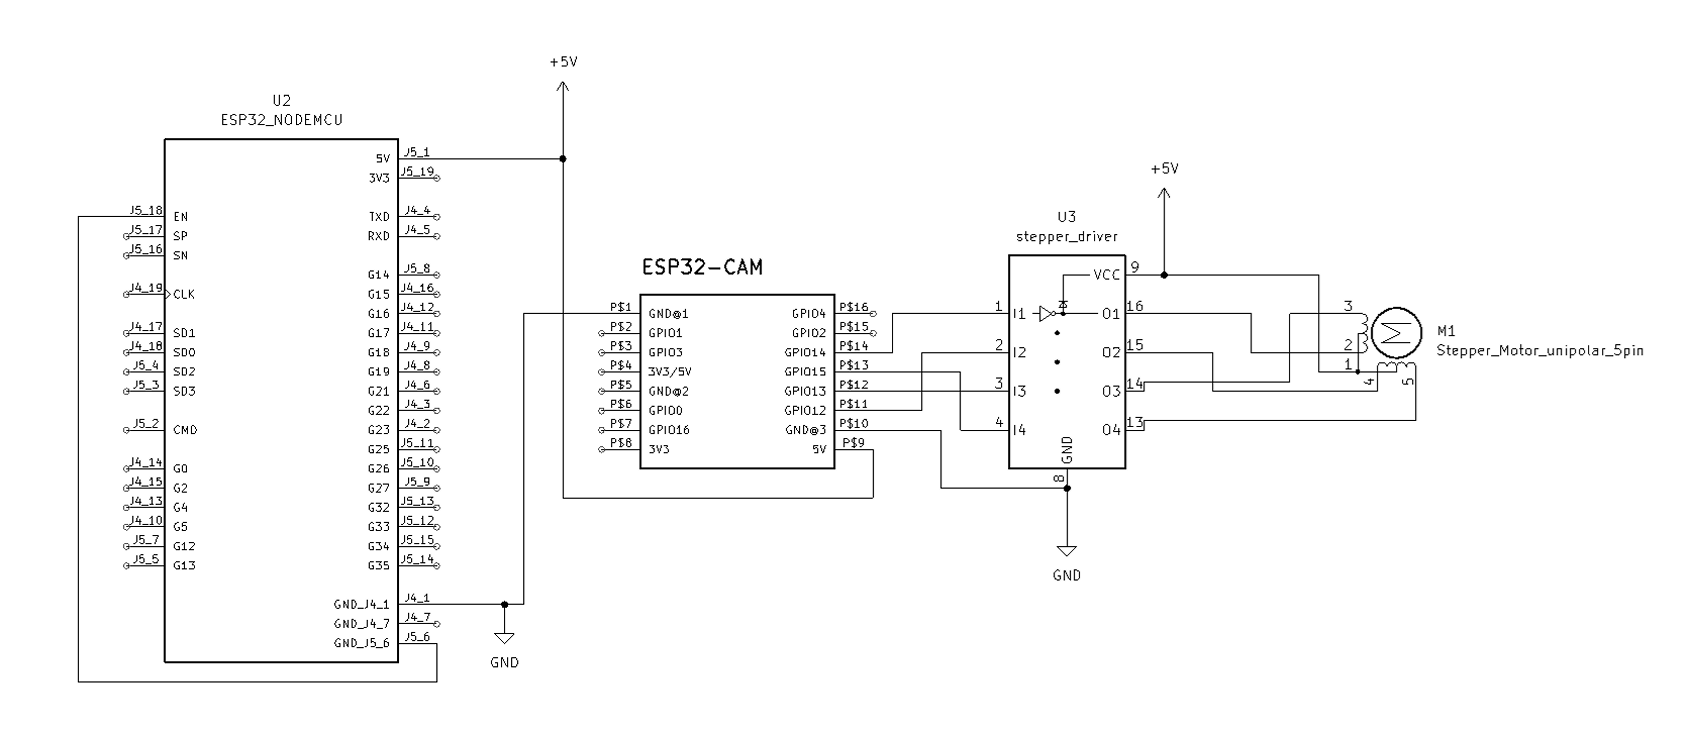 +5V
U2
ESP32_NODEMCU
5V J5_1
3V3 J5_19
J5_18 EN TXD J4_4
J5_17 SP RXD J4_5
J5_16 SN
G14 J5_8
J4_19 CLK G15 J4_16
G16 J4_12
J4_17 SD1 G17 J4_11
J4_18 SD0 G18 J4_9
J5_4 SD2 G19 J4_8
J5_3 SD3 G21 J4_6
G22 J4_3
J5_2 CMD G23 J4_2
G25 J5_11
J4_14 G0 G26 J5_10
J4_15 G2 G27 J5_9
J4_13 G4 G32 J5_13
J4_10 G5 G33 J5_12
J5_7 G12 G34 J5_15
J5_5 G13 G35 J5_14
GND_J4_1 J4_1
GND_J4_7 J4_7
GND_J5_6 J5_6
GND
ESP32-CAM
P$1 GND@1 GPIO4 P$16
P$2 GPIO1 GPIO2 P$15
P$3 GPIO3 GPIO14 P$14
P$4 3V3/5V GPIO15 P$13
P$5 GND@2 GPIO13 P$12
P$6 GPIO0 GPIO12 P$11
P$7 GPIO16 GND@3 P$10
P$8 3V3 5V P$9
+5V
U3
stepper_driver
VCC 9
1 I1 O1 16
2 I2 O2 15
3 I3 O3 14
4 I4 O4 13
GND
8
GND
3
2
1
4
5
M1
Stepper_Motor_unipolar_5pin